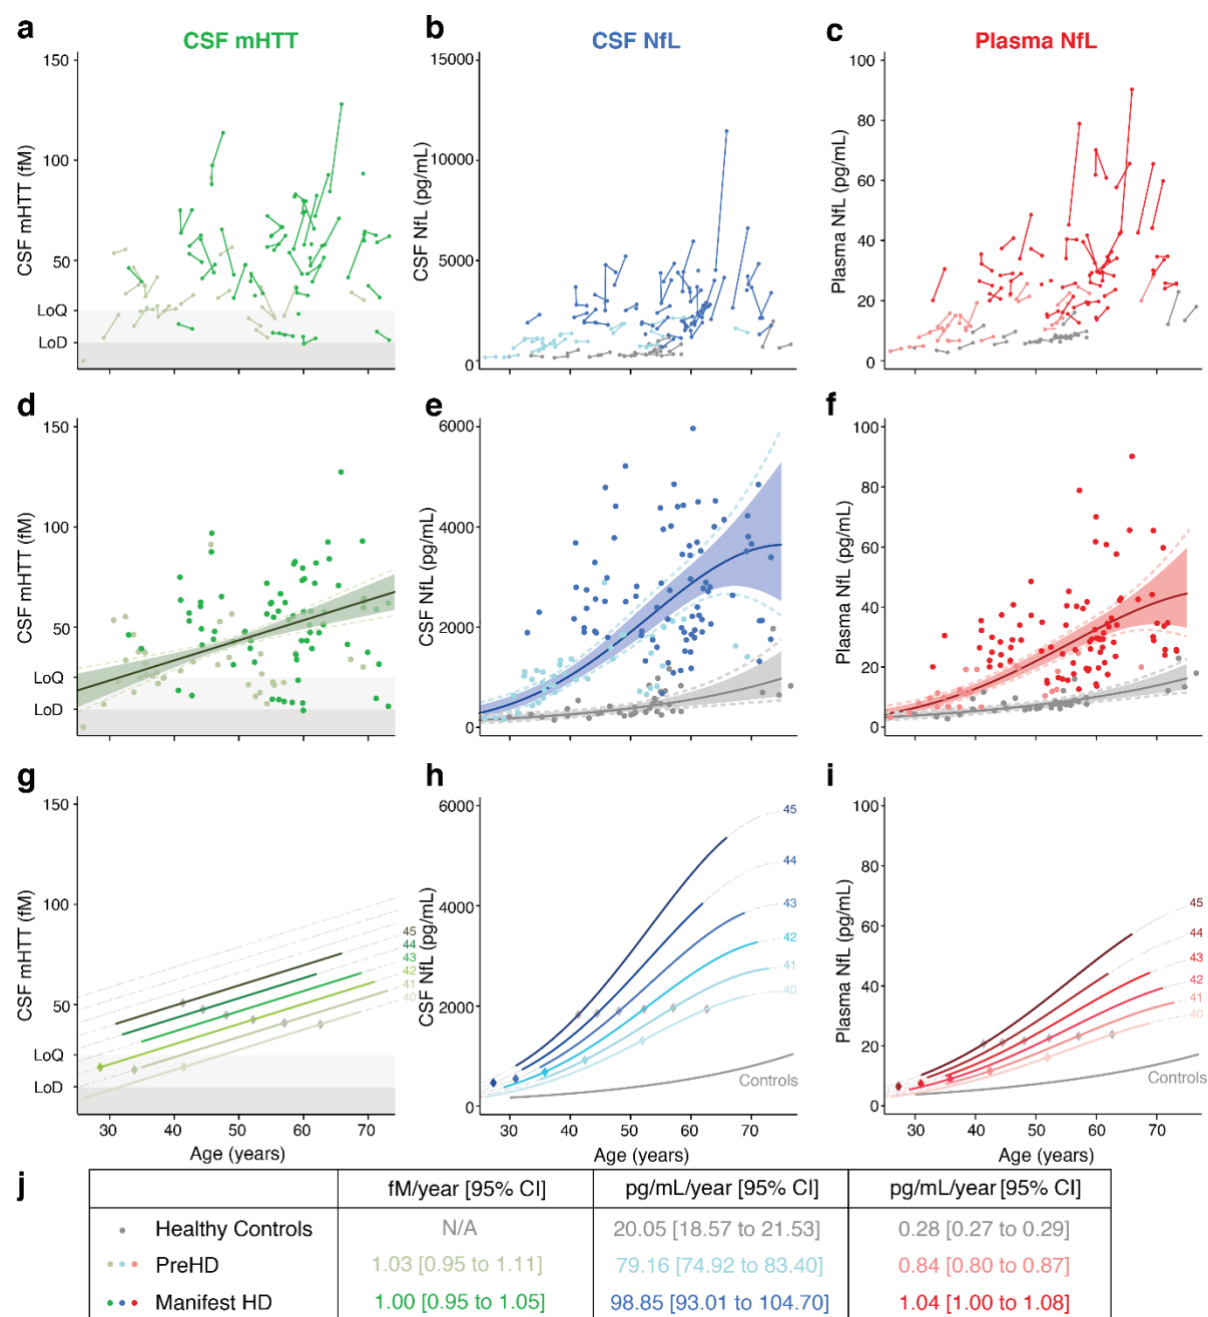 a
CSF mHTT
b
CSF NfL
c
Plasma NfL
150
100
50
LoQ
LoD
CSF mHTT (fM)
15000
10000
5000
0
CSF NfL (pg/mL)
100
80
60
40
20
0
Plasma NfL (pg/mL)
d
e
f
150
100
50
LoQ
LoD
CSF mHTT (fM)
6000
4000
2000
0
CSF NfL (pg/mL)
100
80
60
40
20
0
Plasma NfL (pg/mL)
g
h
i
150
100
50
LoQ
LoD
CSF mHTT (fM)
45
44
43
42
41
40
30 40 50 60 70
Age (years)
6000
4000
2000
0
CSF NfL (pg/mL)
45
44
43
42
41
40
Controls
30 40 50 60 70
Age (years)
100
80
60
40
20
0
Plasma NfL (pg/mL)
45
44
43
42
41
40
Controls
30 40 50 60 70
Age (years)
j
fM/year [95% CI] pg/mL/year [95% CI] pg/mL/year [95% CI]
Healthy Controls N/A 20.05 [18.57 to 21.53] 0.28 [0.27 to 0.29]
PreHD 1.03 [0.95 to 1.11] 79.16 [74.92 to 83.40] 0.84 [0.80 to 0.87]
Manifest HD 1.00 [0.95 to 1.05] 98.85 [93.01 to 104.70] 1.04 [1.00 to 1.08]